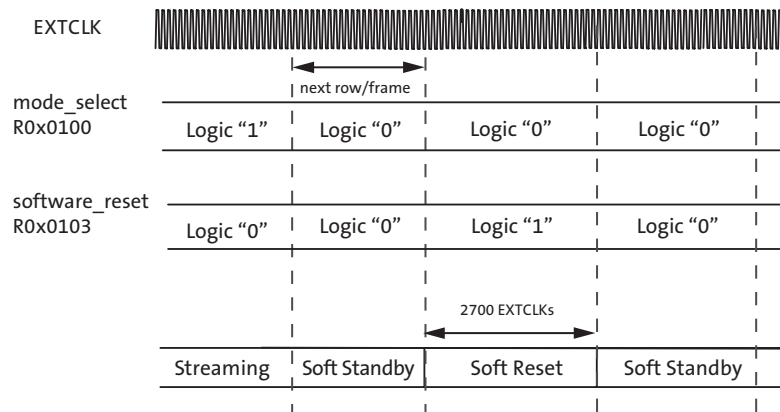 EXTCLK
next row/frame
mode_select
R0x0100
Logic “1” Logic “0” Logic “0” Logic “0”
software_reset
R0x0103
Logic “0” Logic “0” Logic “1” Logic “0”
2700 EXTCLKs
Streaming Soft Standby Soft Reset Soft Standby